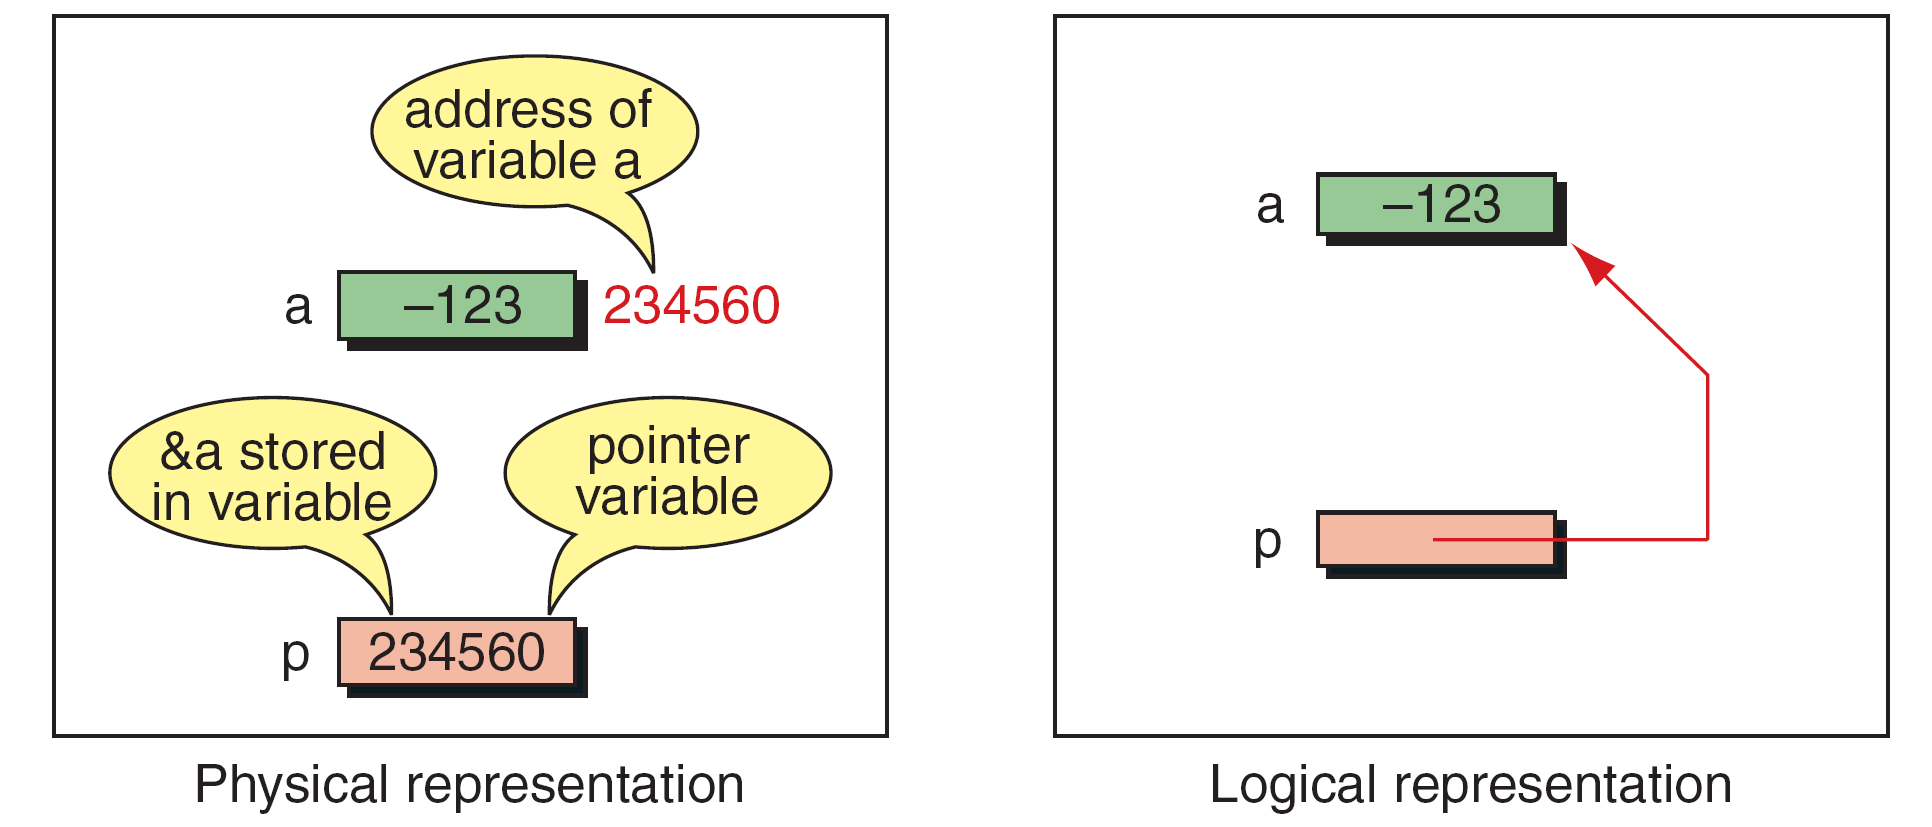 address of
variable a
a
–123
234560
&a stored
in variable
pointer
variable
p
234560
Physical representation
a
–123
p
Logical representation